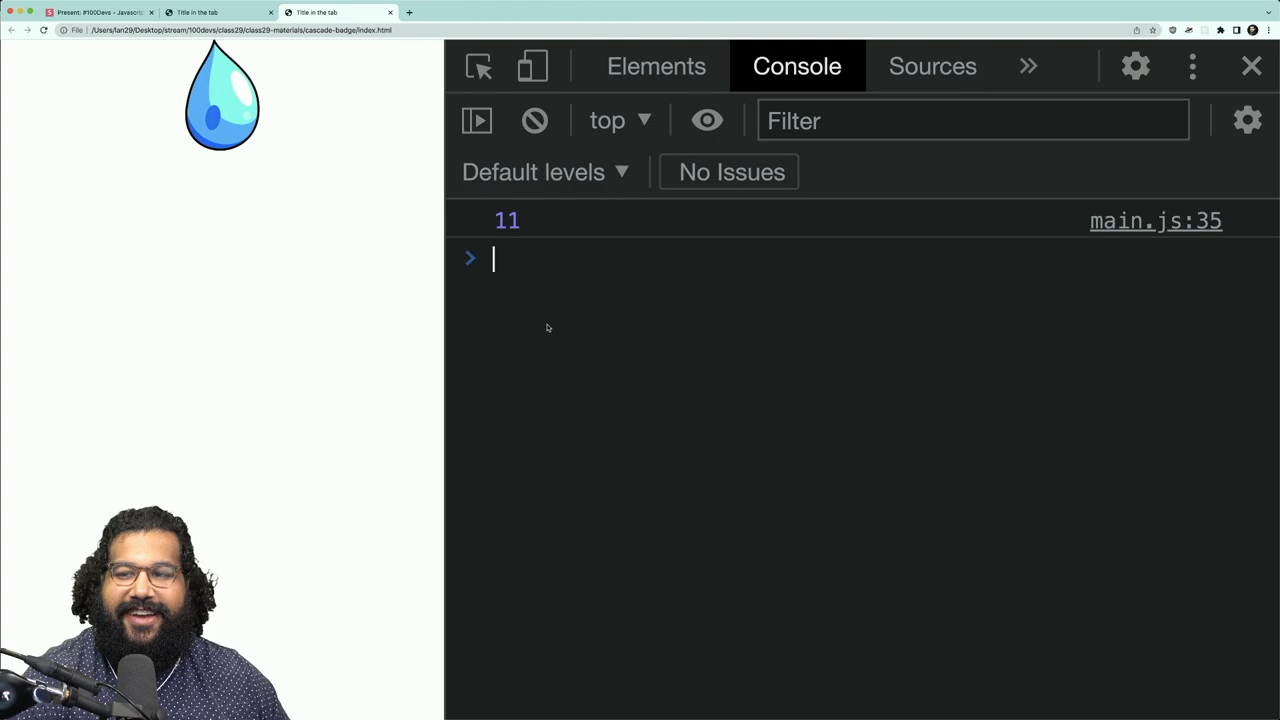 Present: #100Devs - Javascrip
Title in the tab
Title in the tab
File
/Users/lan29/Desktop/stream/100devs/class29/class29-materials/cascade-badge/index.html
Elements
Console
Sources
top
Filter
Default levels
No Issues
11
main.js:35